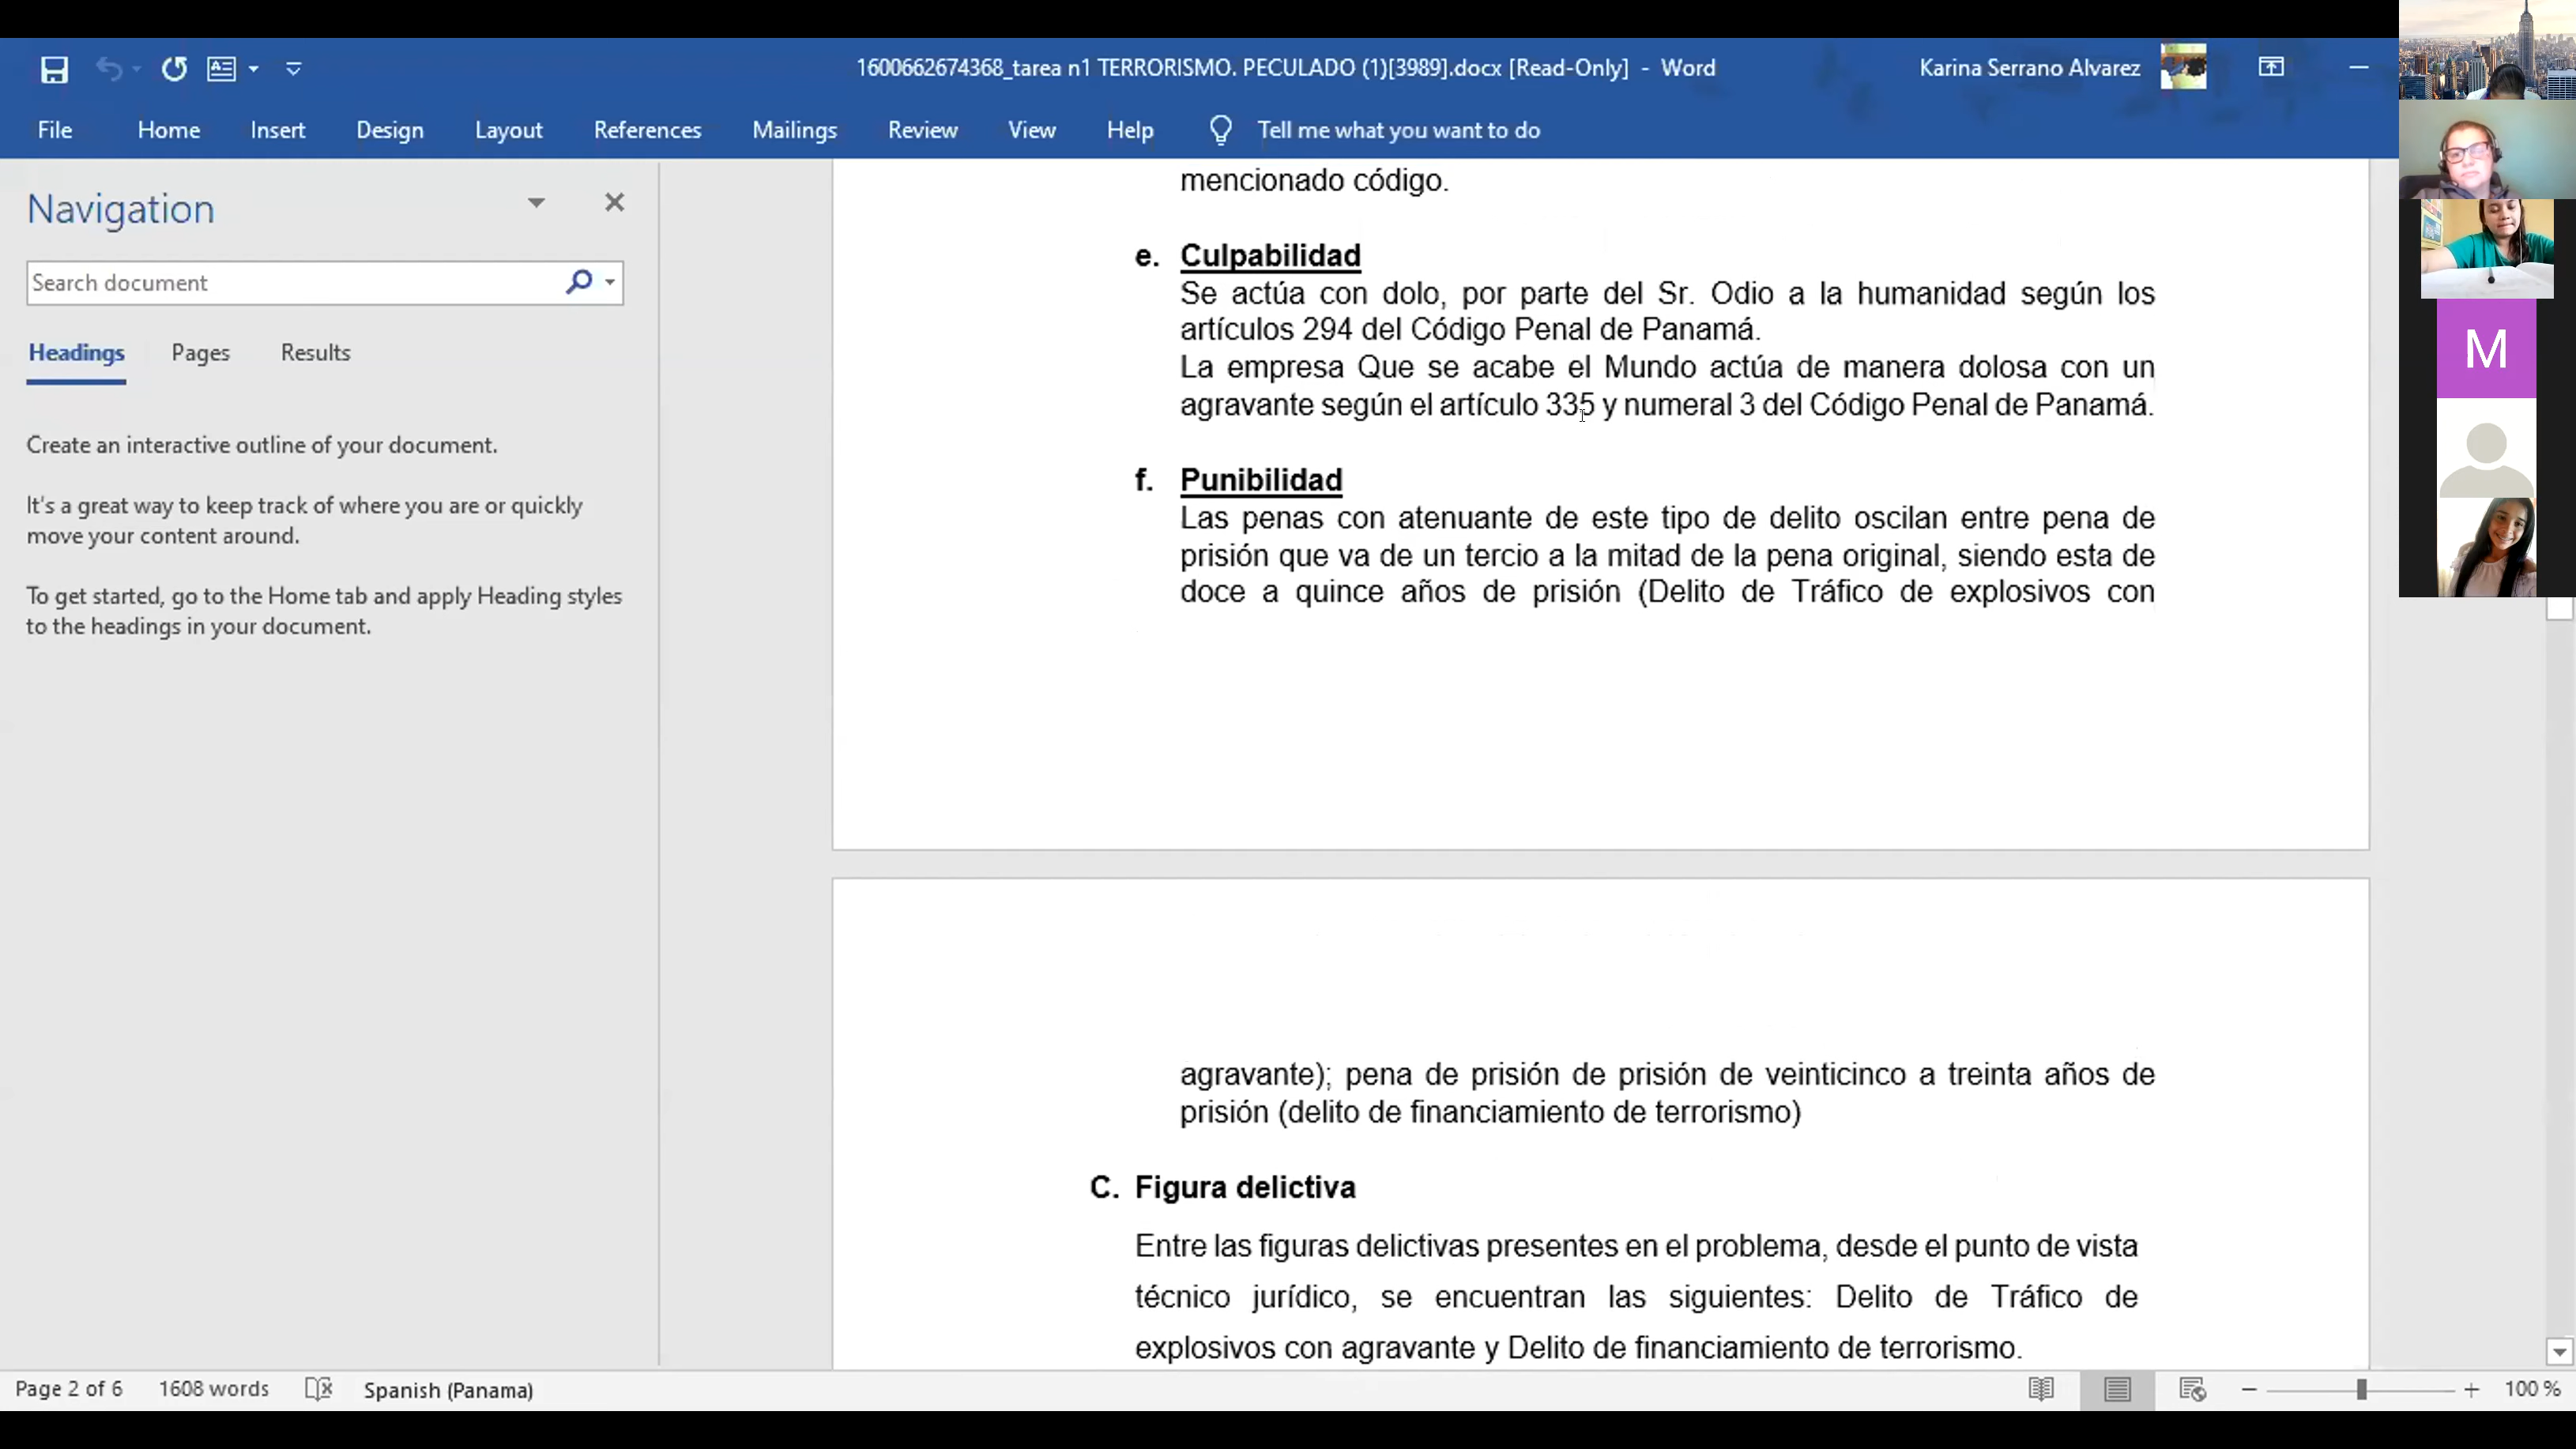 1600662674368_tarea n1 TERRORISMO. PECULADO (1)[3989].docx [Read-Only] - Word
Karina Serrano Alvarez
File Home Insert Design Layout References Mailings Review View Help Tell me what you want to do
Navigation
Search document
Headings Pages Results
Create an interactive outline of your document.
It's a great way to keep track of where you are or quickly
move your content around.
To get started, go to the Home tab and apply Heading styles
to the headings in your document.
mencionado código.
e. Culpabilidad
Se actúa con dolo, por parte del Sr. Odio a la humanidad según los
artículos 294 del Código Penal de Panamá.
La empresa Que se acabe el Mundo actúa de manera dolosa con un
agravante según el artículo 335 y numeral 3 del Código Penal de Panamá.
f. Punibilidad
Las penas con atenuante de este tipo de delito oscilan entre pena de
prisión que va de un tercio a la mitad de la pena original, siendo esta de
doce a quince años de prisión (Delito de Tráfico de explosivos con
agravante); pena de prisión de prisión de veinticinco a treinta años de
prisión (delito de financiamiento de terrorismo)
C. Figura delictiva
Entre las figuras delictivas presentes en el problema, desde el punto de vista
técnico jurídico, se encuentran las siguientes: Delito de Tráfico de
explosivos con agravante y Delito de financiamiento de terrorismo.
M
Page 2 of 6 1608 words Spanish (Panama) 100 %